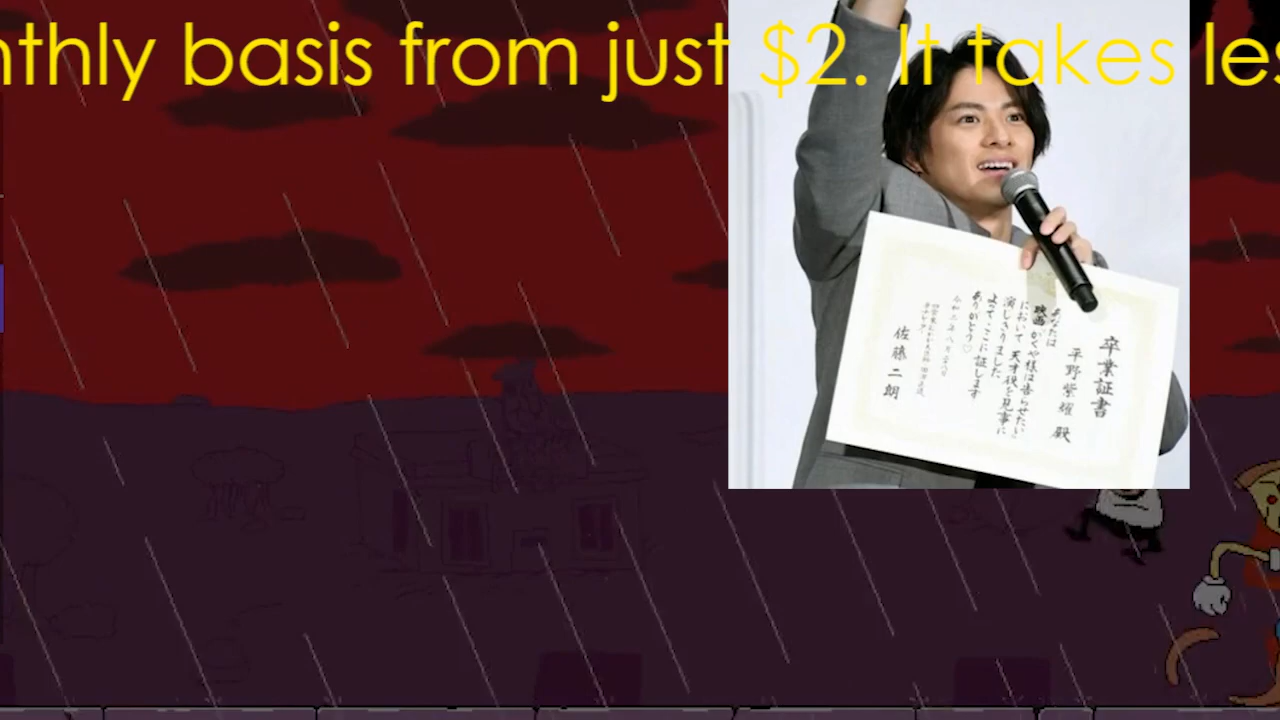 nthly basis from just $2. It takes les
卒業証書
平野紫耀 殿
あなたは
映画 かぐや様は告らせたい
において 天才役を見事に
演じきりました
よってここに証します
ありがとう♡
佐藤二朗